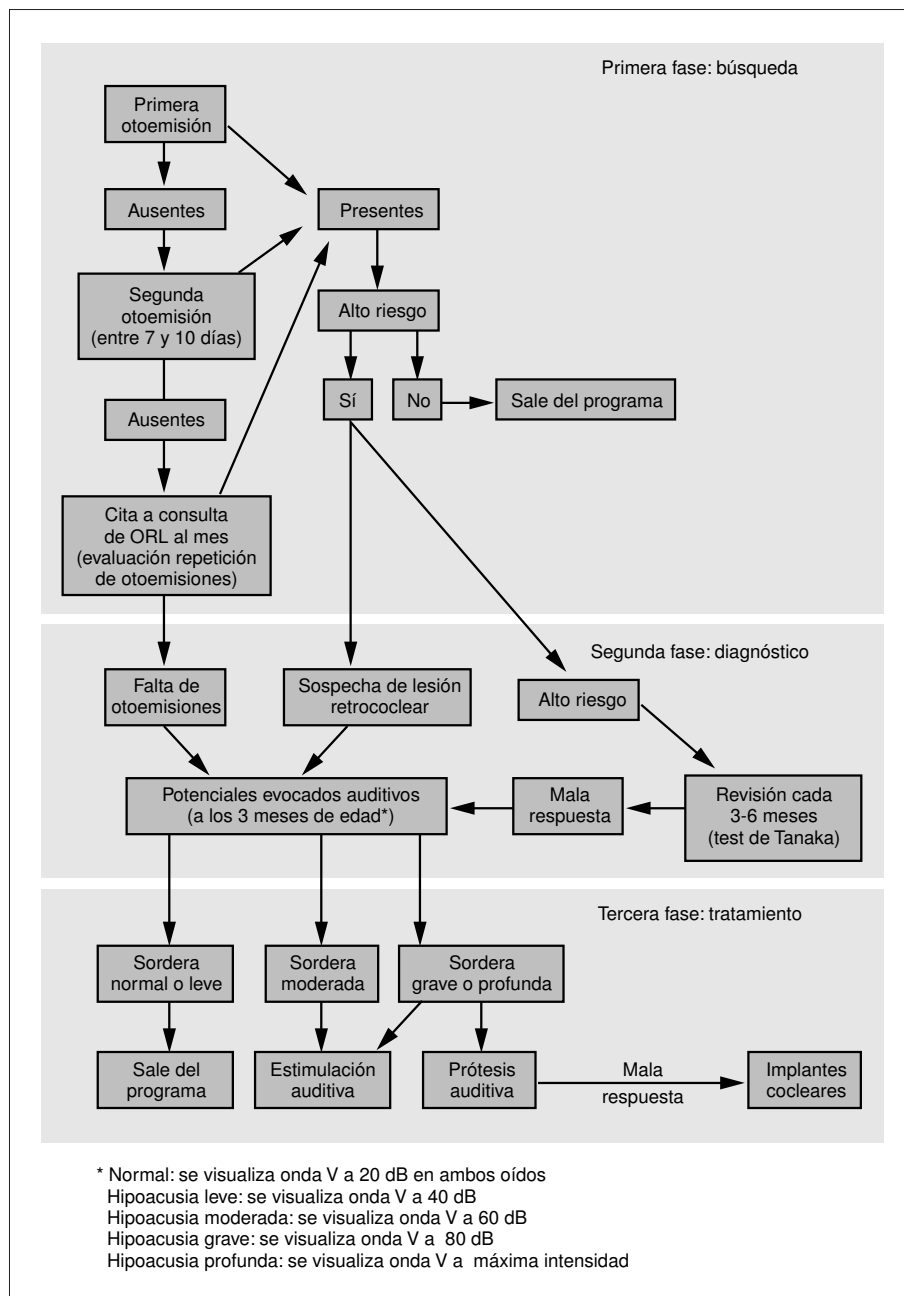 Primera fase: búsqueda
Primera
otoemisión
Ausentes
Presentes
Segunda
otoemisión
(entre 7 y 10 días)
Alto riesgo
Sí
No
Sale del programa
Ausentes
Cita a consulta
de ORL al mes
(evaluación repetición
de otoemisiones)
Segunda fase: diagnóstico
Falta de
otoemisiones
Sospecha de lesión
retrococlear
Alto riesgo
Potenciales evocados auditivos
(a los 3 meses de edad*)
Mala
respuesta
Revisión cada
3-6 meses
(test de Tanaka)
Tercera fase: tratamiento
Sordera
normal o leve
Sordera
moderada
Sordera
grave o profunda
Sale del
programa
Estimulación
auditiva
Prótesis
auditiva
Mala
respuesta
Implantes
cocleares
* Normal: se visualiza onda V a 20 dB en ambos oídos
Hipoacusia leve: se visualiza onda V a 40 dB
Hipoacusia moderada: se visualiza onda V a 60 dB
Hipoacusia grave: se visualiza onda V a 80 dB
Hipoacusia profunda: se visualiza onda V a máxima intensidad